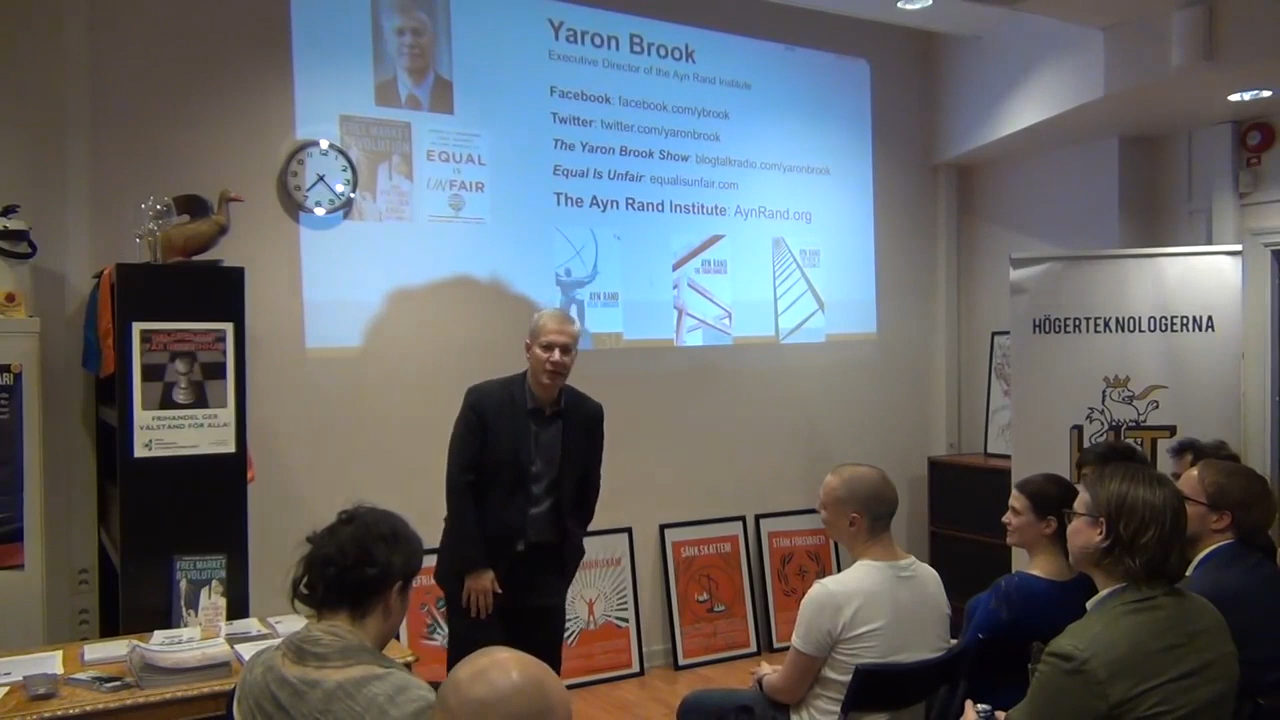 Yaron Brook
Executive Director of the Ayn Rand Institute
Facebook: facebook.com/ybrook
Twitter: twitter.com/yaronbrook
The Yaron Brook Show: blogtalkradio.com/yaronbrook
Equal Is Unfair: equalisunfair.com
The Ayn Rand Institute: AynRand.org
FREE MARKET
REVOLUTION
EQUAL
IS
UNFAIR
AYN RAND
AYN RAND
AYN RAND
HÖGERTEKNOLOGERNA
FRIHANDEL GER
VÄLSTÅND FÖR ALLA!
FREE MARKET
REVOLUTION
SÄNK SKATTEN!
STÄRK FÖRSVARET!